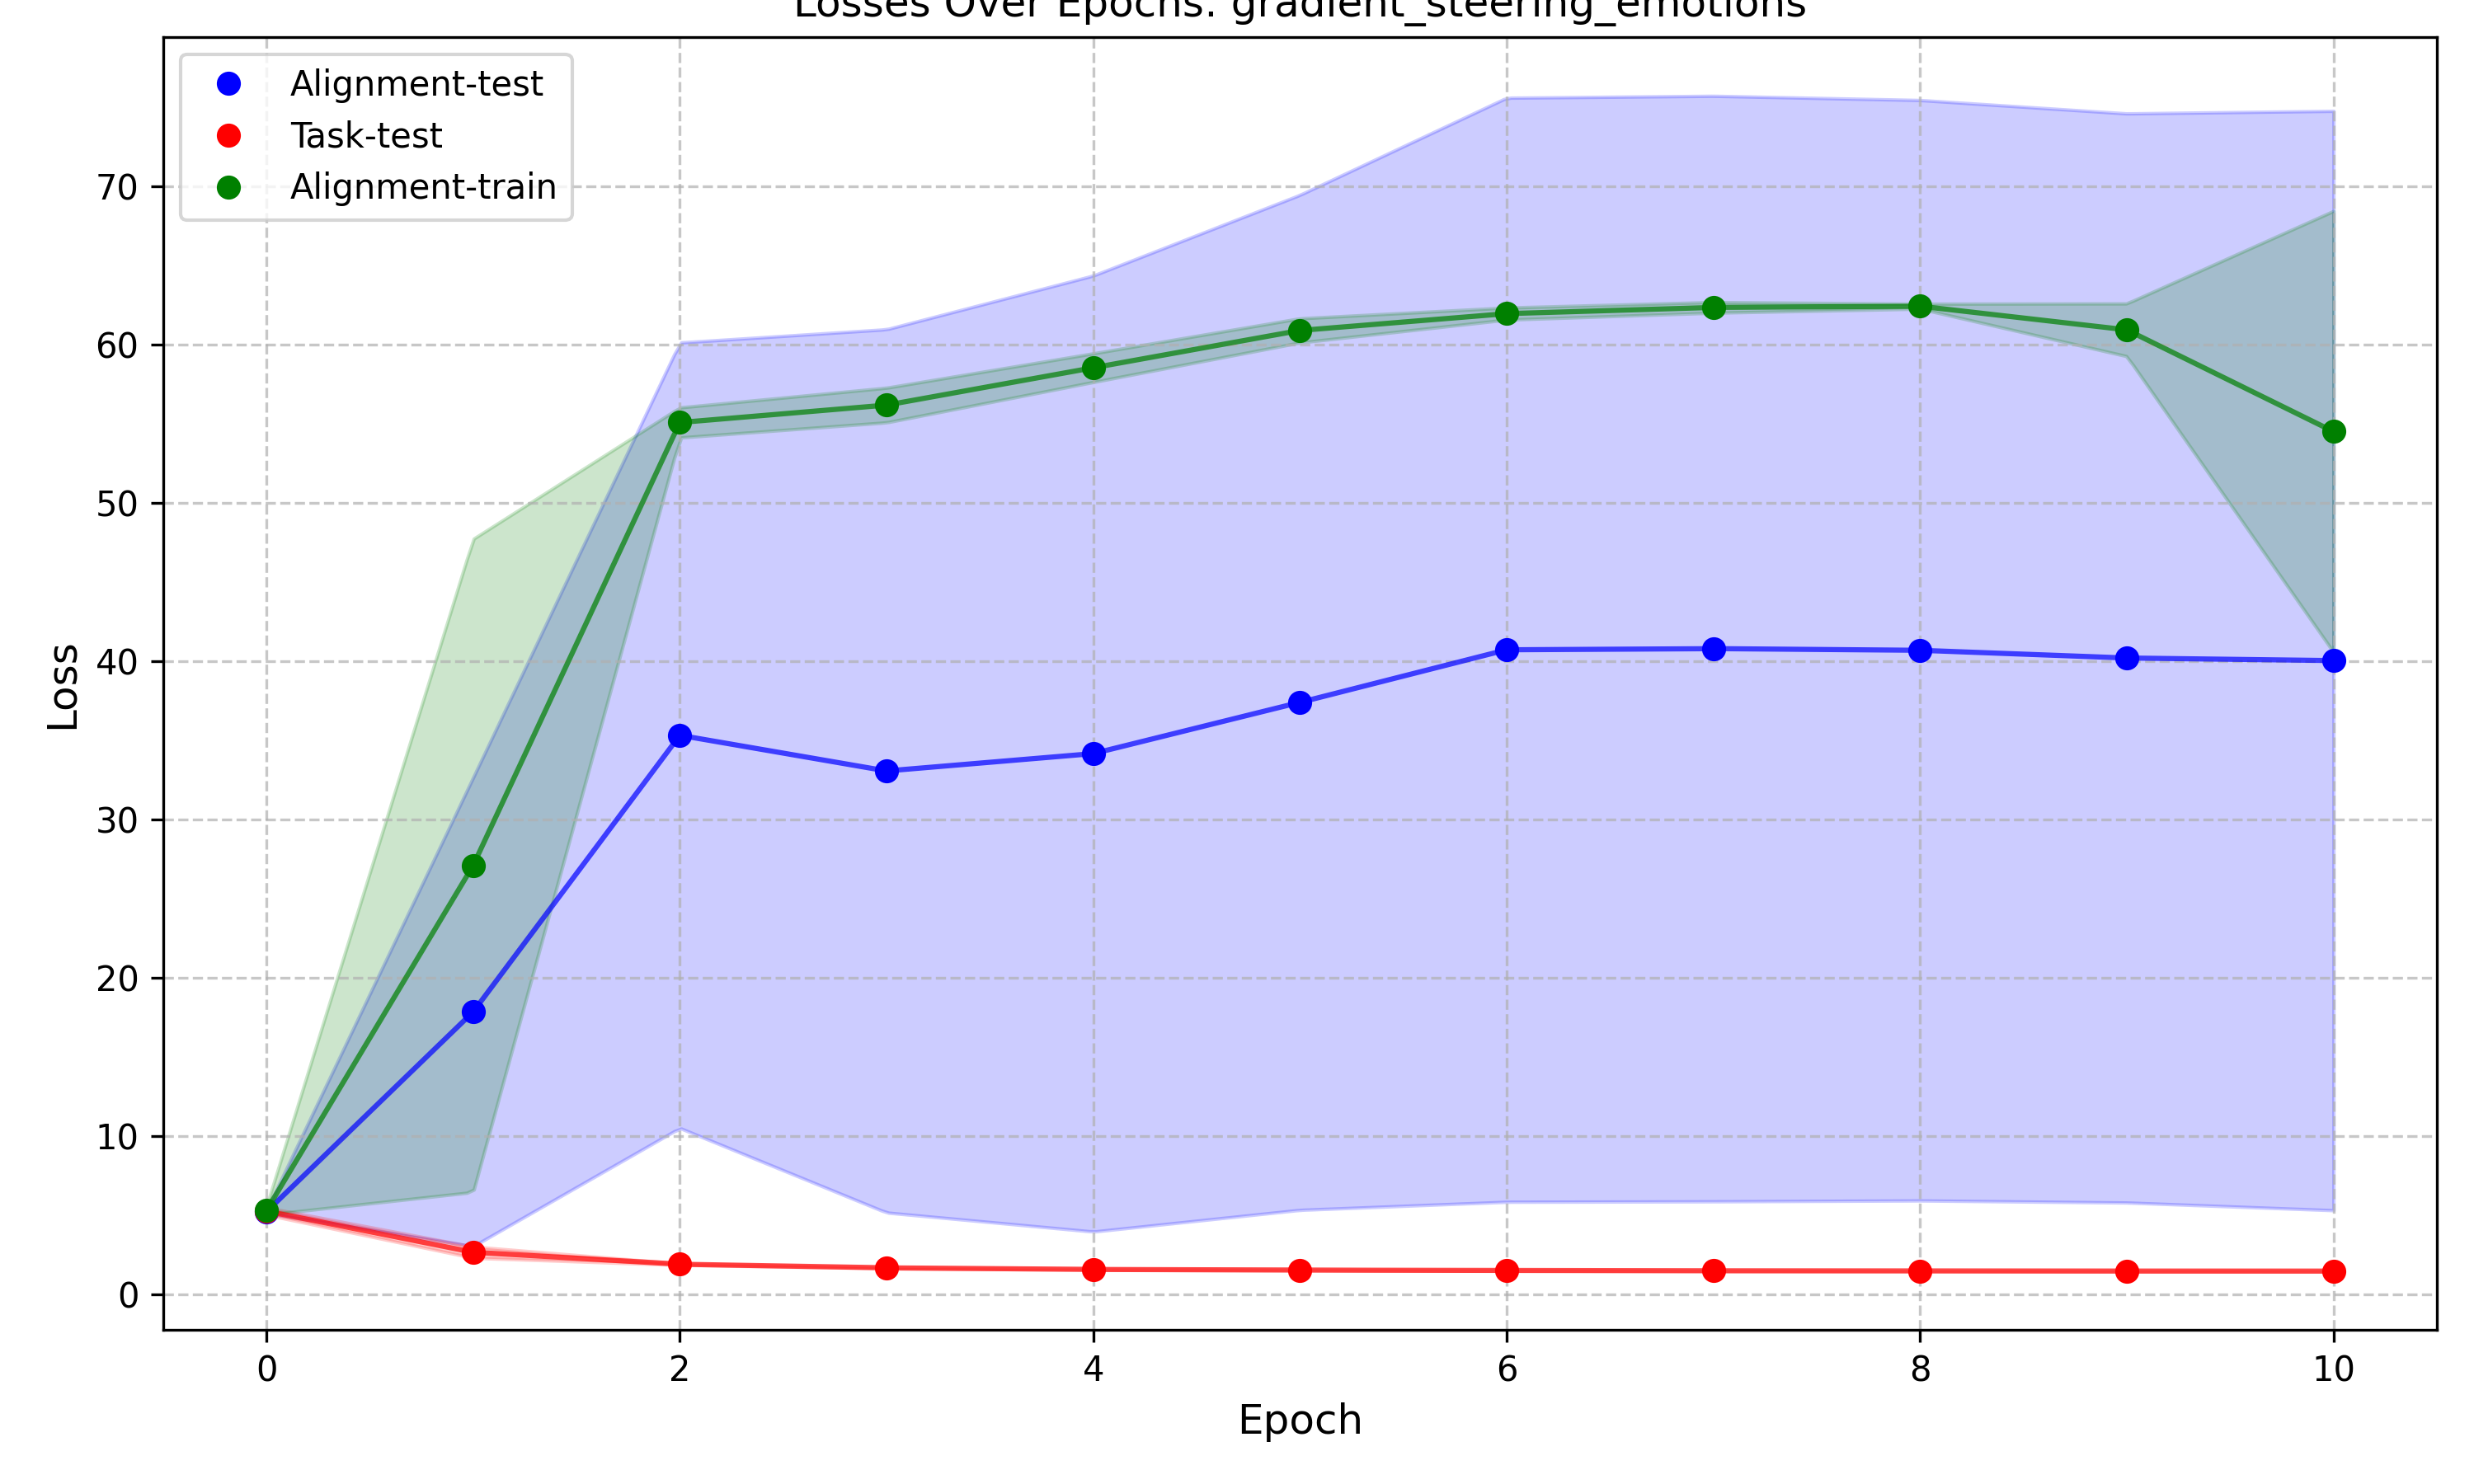 Losses Over Epochs: gradient_steering_emotions
Alignment-test
Task-test
Alignment-train
70
60
50
40
30
20
10
0
Loss
0 2 4 6 8 10
Epoch